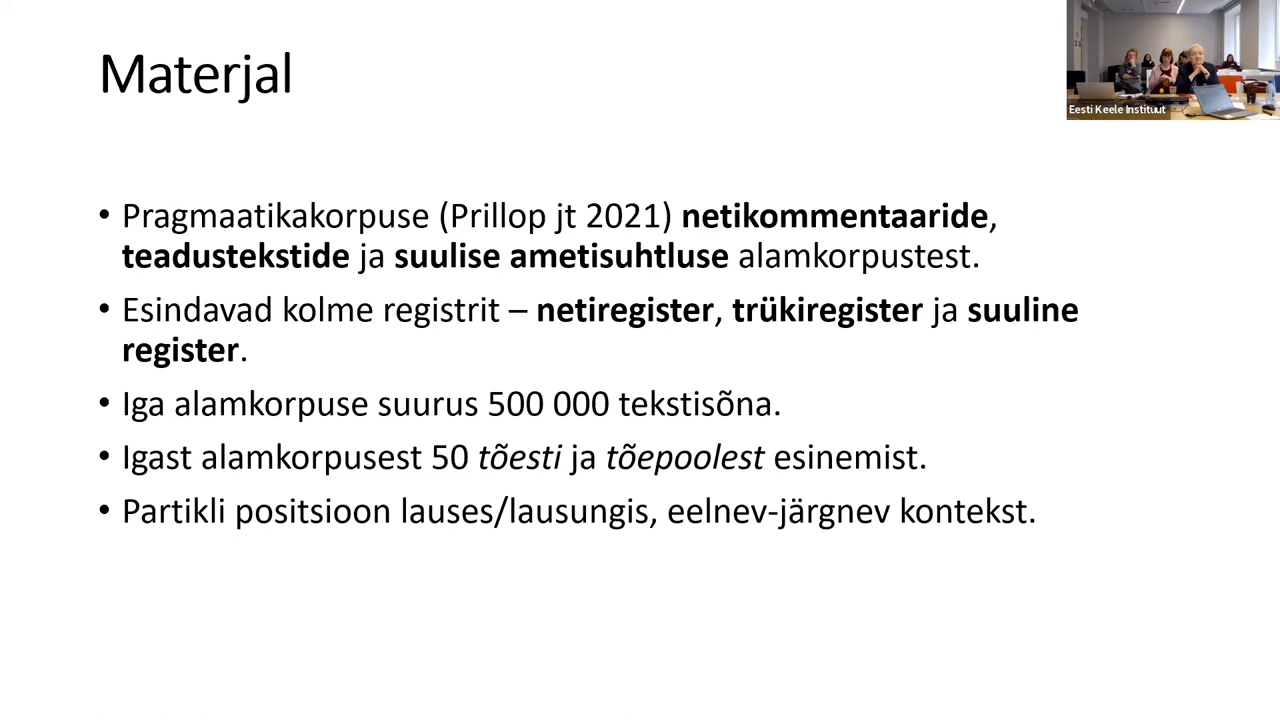 Materjal
Eesti Keele Instituut
• Pragmaatikakorpuse (Prillop jt 2021) netikommentaaride,
teadustekstide ja suulise ametisuhtluse alamkorpustest.
• Esindavad kolme registrit – netiregister, trükiregister ja suuline
register.
• Iga alamkorpuse suurus 500 000 tekstisõna.
• Igast alamkorpusest 50 tõesti ja tõepoolest esinemist.
• Partikli positsioon lauses/lausungis, eelnev-järgnev kontekst.